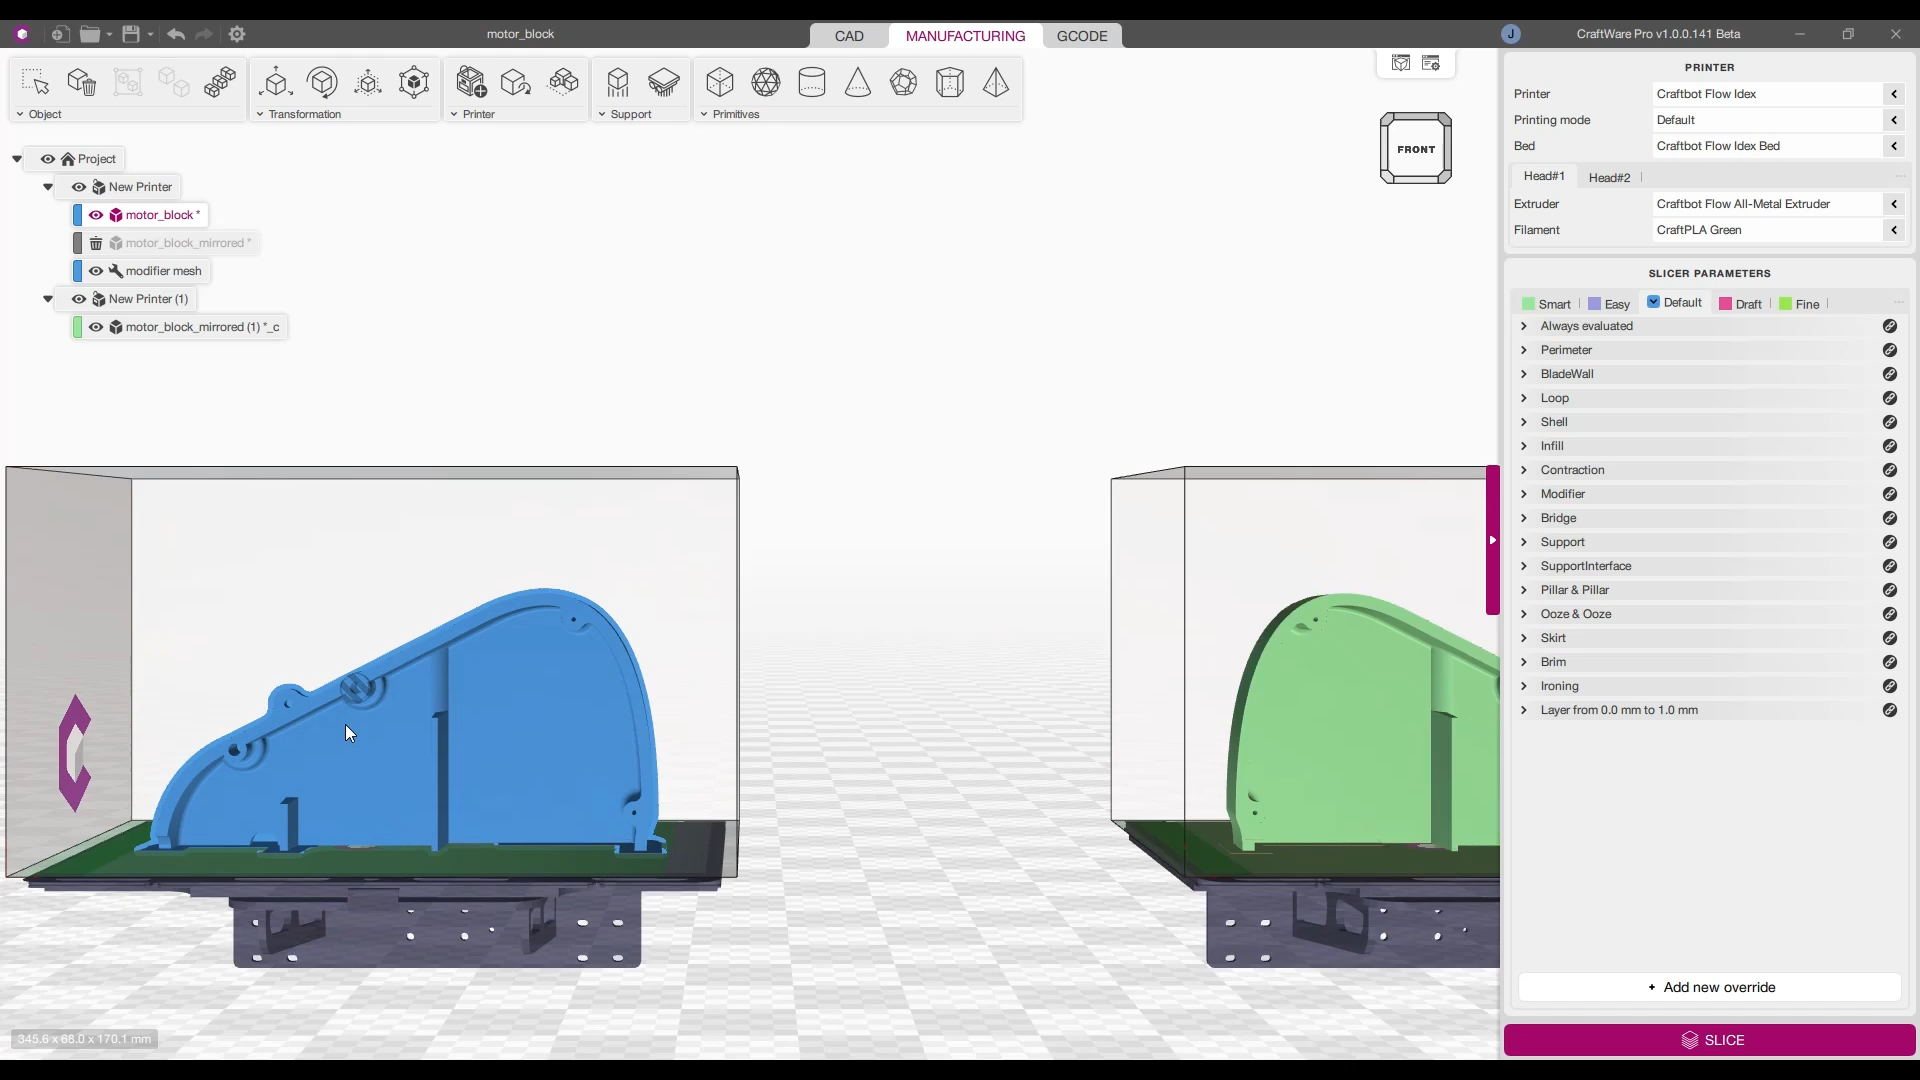 motor_block
CAD
MANUFACTURING
GCODE
J
CraftWare Pro v1.0.0.141 Beta
Object
Transformation
Printer
Support
Primitives
FRONT
Project
New Printer
motor_block *
motor_block_mirrored *
modifier mesh
New Printer (1)
motor_block_mirrored (1) *_c
345.6 x 68.0 x 170.1 mm
PRINTER
Printer Craftbot Flow Idex
Printing mode Default
Bed Craftbot Flow Idex Bed
Head#1 Head#2
Extruder Craftbot Flow All-Metal Extruder
Filament CraftPLA Green
SLICER PARAMETERS
Smart Easy Default Draft Fine
Always evaluated
Perimeter
BladeWall
Loop
Shell
Infill
Contraction
Modifier
Bridge
Support
SupportInterface
Pillar & Pillar
Ooze & Ooze
Skirt
Brim
Ironing
Layer from 0.0 mm to 1.0 mm
+ Add new override
SLICE